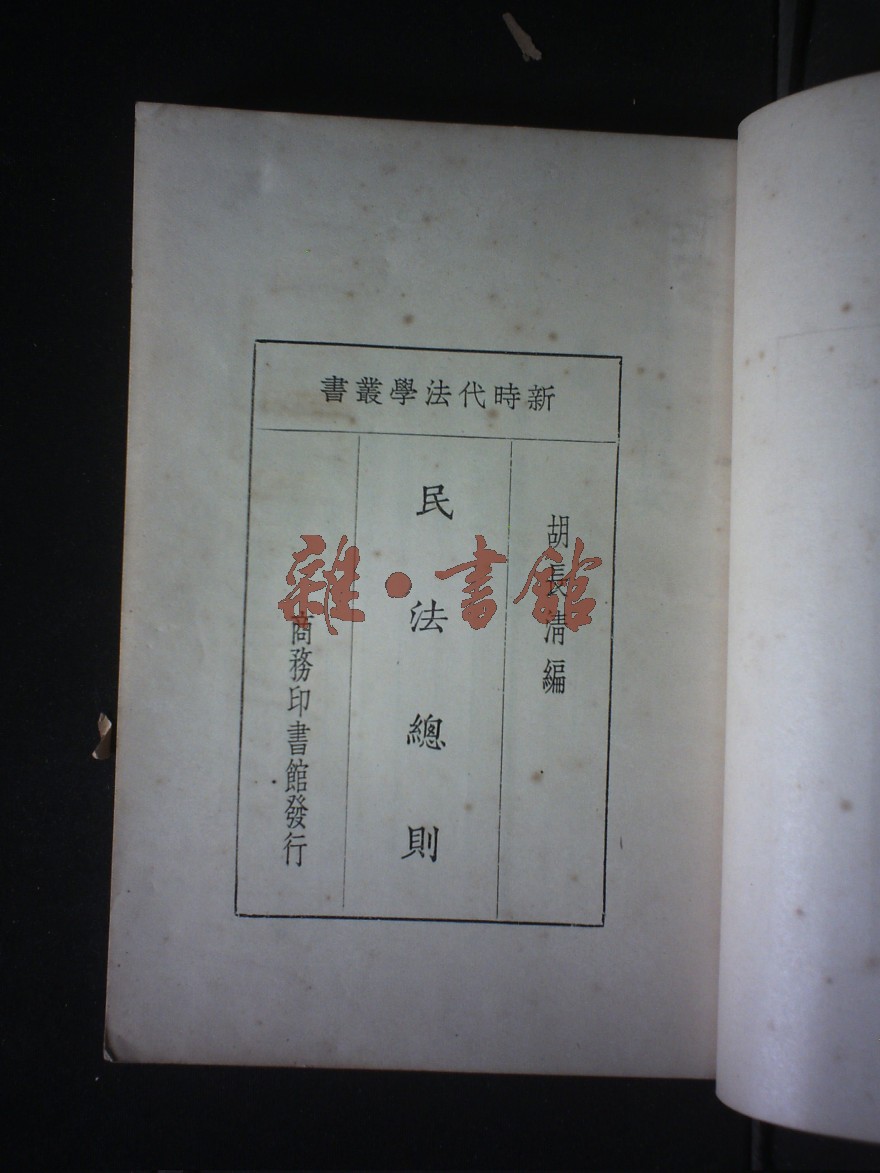 新時代法學叢書
胡長清編
民法總則
商務印書館發行
雜•書館